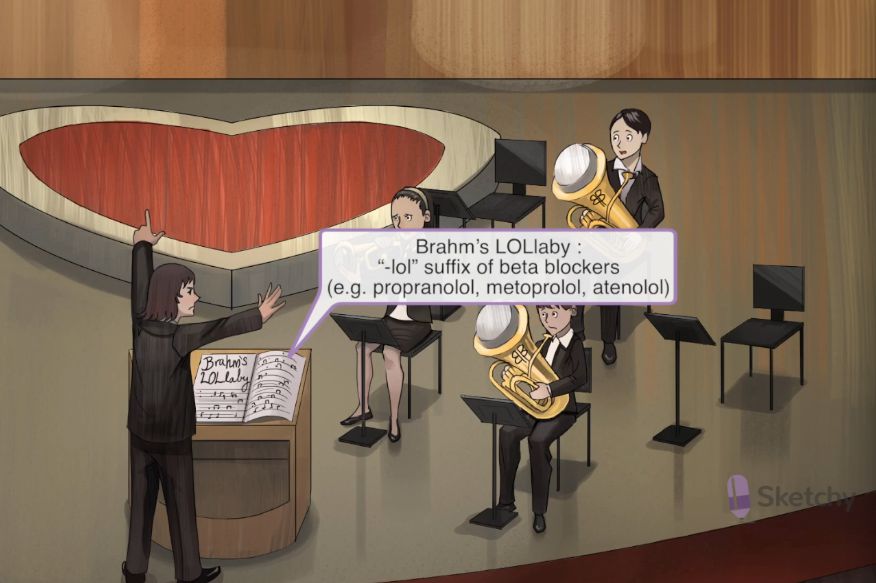 Brahm's LOLlaby :
"-lol" suffix of beta blockers
(e.g. propranolol, metoprolol, atenolol)
Brahm's
LOLlaby
Sketchy